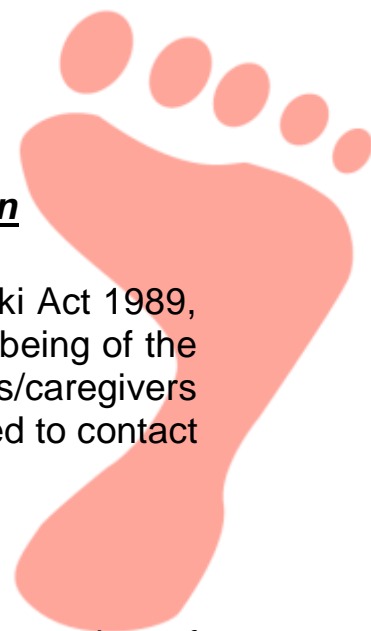 n
ki Act 1989,
being of the
s/caregivers
ed to contact